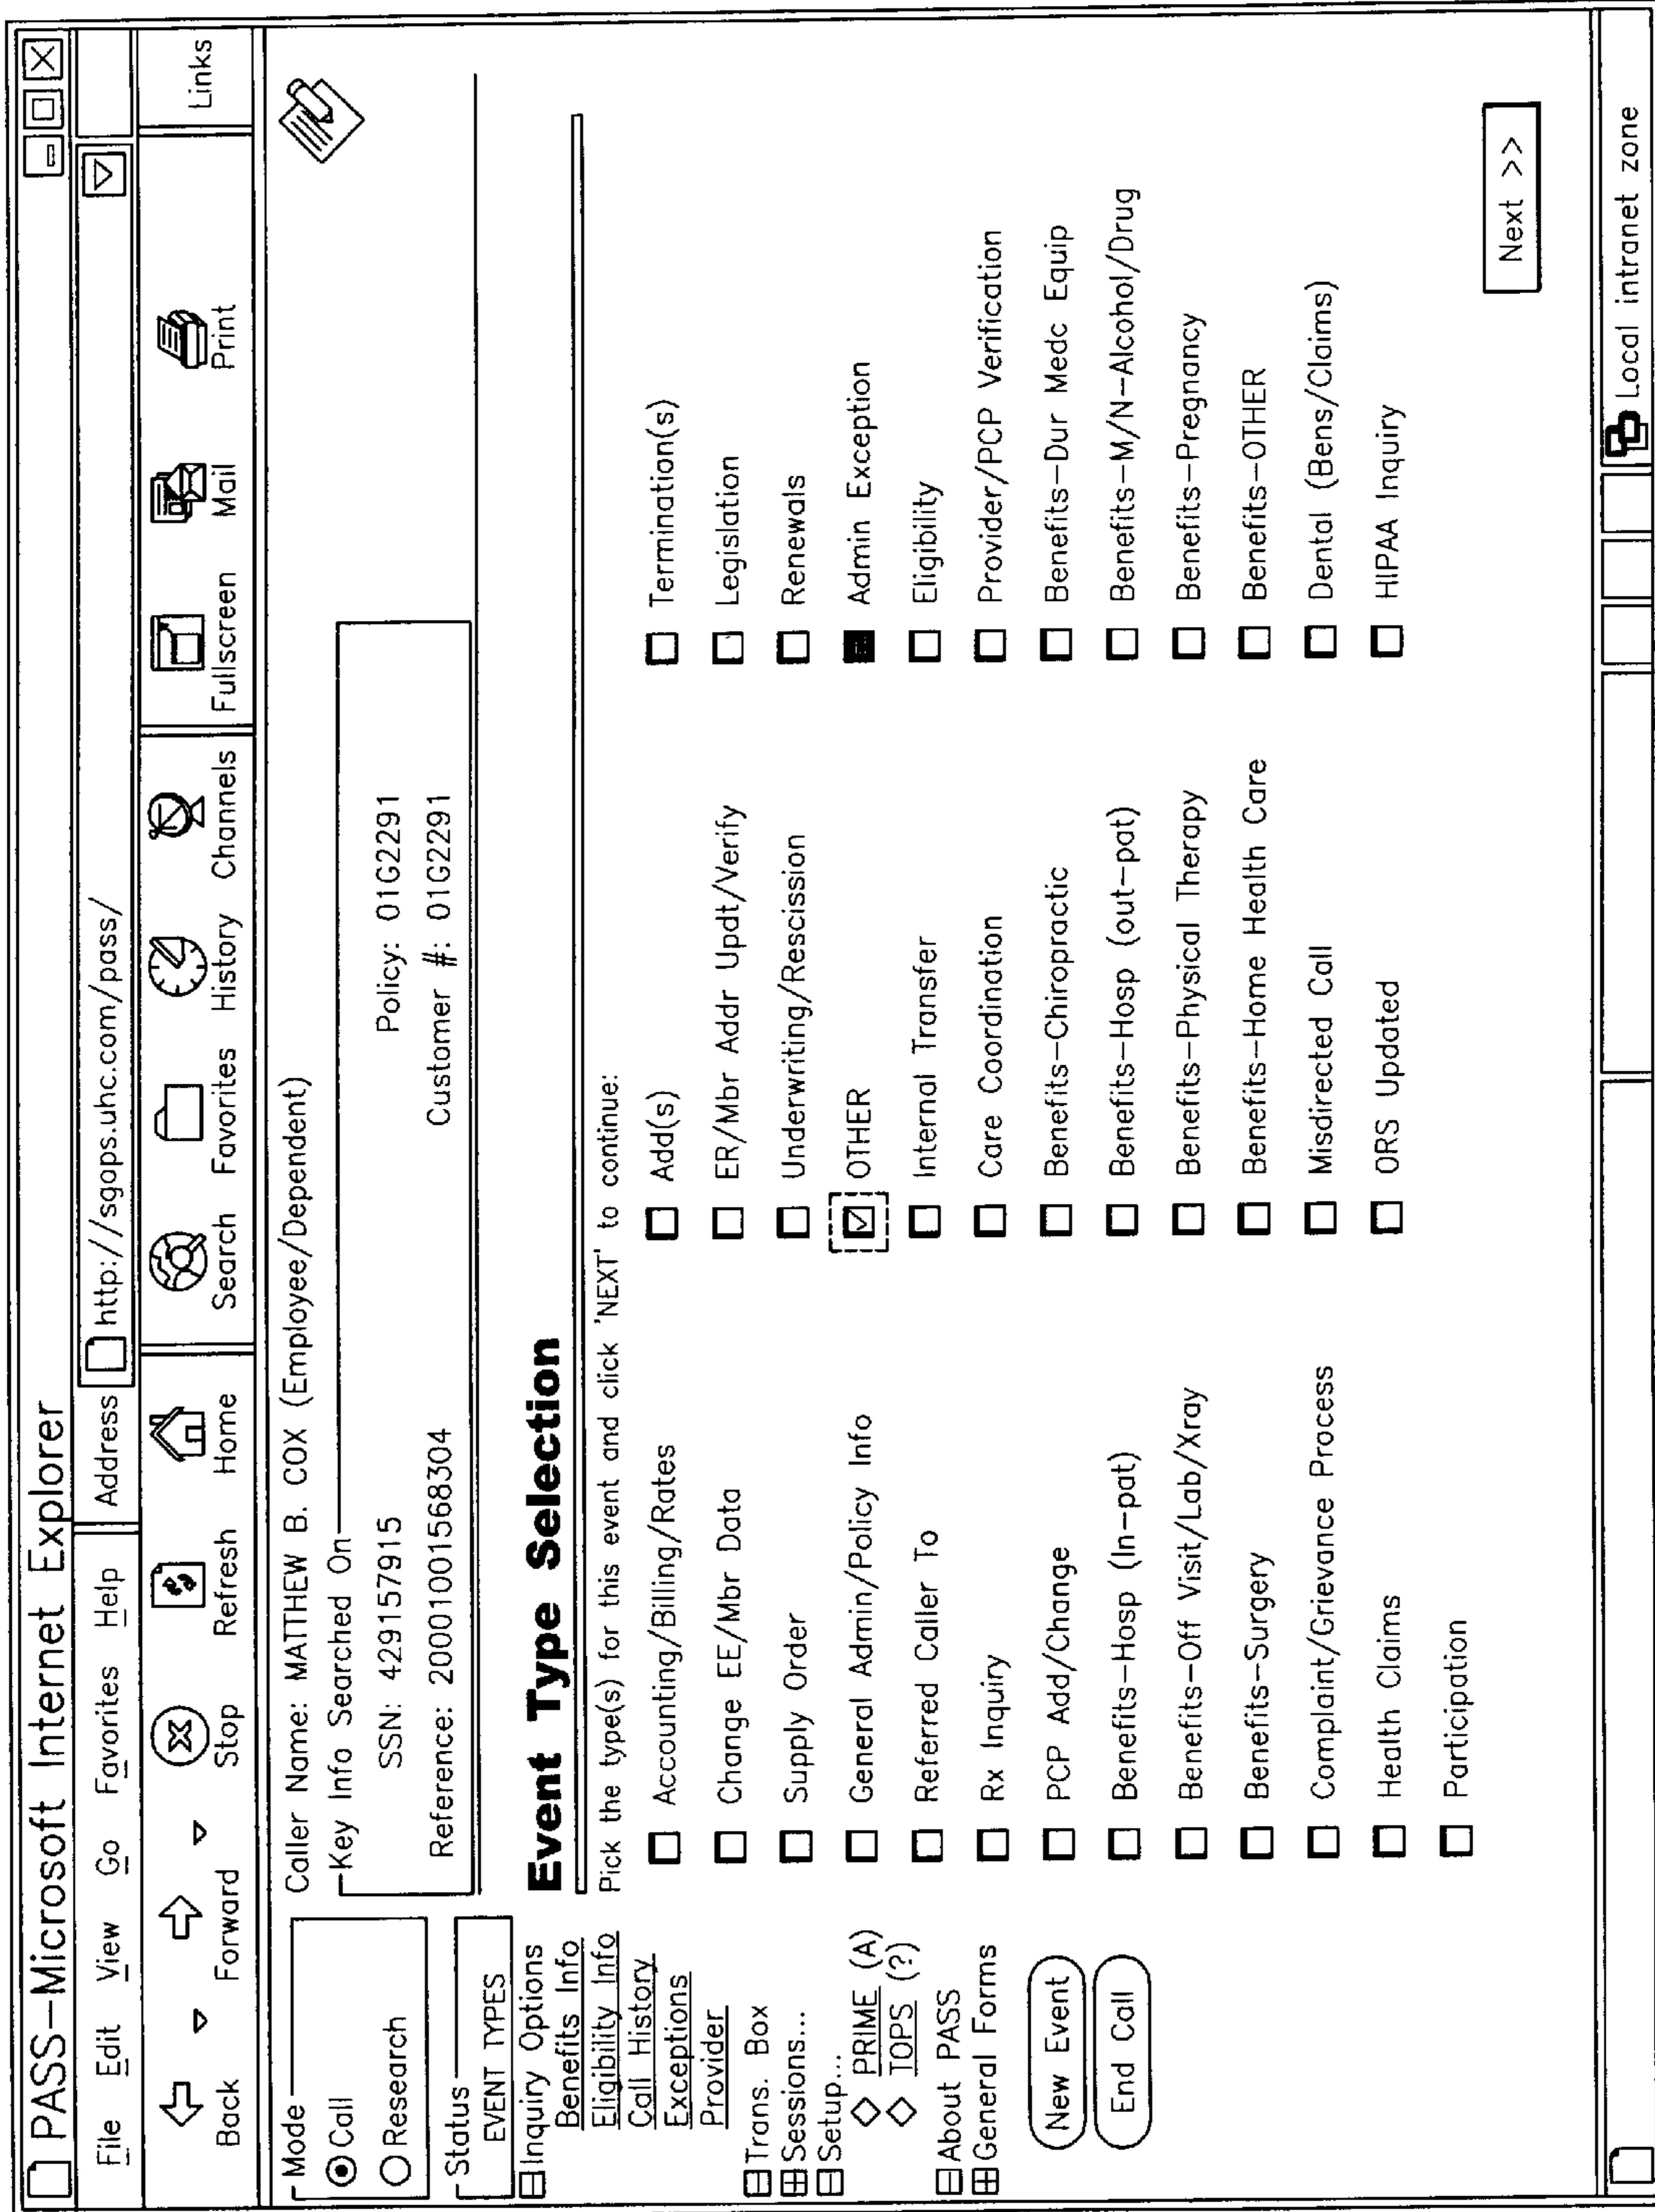 PASS-Microsoft Internet Explorer
File Edit View Go Favorites Help Address http://sgops.uhc.com/pass/
Back Forward Stop Refresh Home Search Favorites History Channels Fullscreen Mail Print Links
Mode
Call
Research
Status
EVENT TYPES
Inquiry Options
Benefits Info
Eligibility Info
Call History
Exceptions
Provider
Trans. Box
Sessions...
Setup...
PRIME (A)
TOPS (?)
About PASS
General Forms
New Event
End Call
Caller Name: MATTHEW B. COX (Employee/Dependent)
Key Info Searched On
SSN: 429157915 Policy: 01G2291
Reference: 20001001568304 Customer #: 01G2291
Event Type Selection
Pick the type(s) for this event and click 'NEXT' to continue:
Accounting/Billing/Rates Add(s) Termination(s)
Change EE/Mbr Data ER/Mbr Addr Updt/Verify Legislation
Supply Order Underwriting/Rescission Renewals
General Admin/Policy Info OTHER Admin Exception
Referred Caller To Internal Transfer Eligibility
Rx Inquiry Care Coordination Provider/PCP Verification
PCP Add/Change Benefits-Chiropractic Benefits-Dur Medc Equip
Benefits-Hosp (In-pat) Benefits-Hosp (out-pat) Benefits-M/N-Alcohol/Drug
Benefits-Off Visit/Lab/Xray Benefits-Physical Therapy Benefits-Pregnancy
Benefits-Surgery Benefits-Home Health Care Benefits-OTHER
Complaint/Grievance Process Misdirected Call Dental (Bens/Claims)
Health Claims ORS Updated HIPAA Inquiry
Participation
Next >>
Local intranet zone